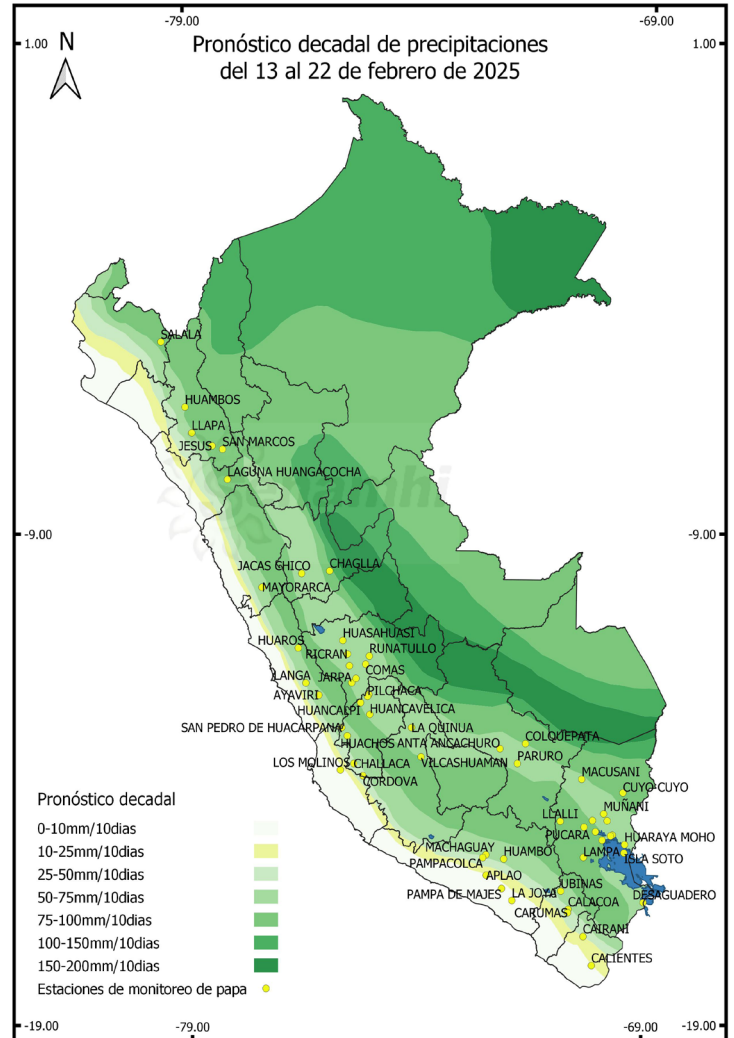 -79.00
-69.00
1.00
N
Pronóstico decadal de precipitaciones
1.00
del 13 al 22 de febrero de 2025
SALALA
HUAMBOS
LLAPA
JESUS
SAN MARCOS
LAGUNA HUANGACOCHA
senamhi
-9.00
-9.00
JACAS CHICO
CHAGLLA
MAYORARCA
HUAROS
HUASAHUASI
RICRAN
RUNATULLO
COMAS
LANGA
JARPA
AYAVIRI
PILCHACA
HUANCALPI
HUANCAVELICA
SAN PEDRO DE HUACARPANA
LA QUINUA
HUACHOS
ANTA ANCACHURO
COLQUEPATA
LOS MOLINOS
CHALLACA
VILCASHUAMAN
PARURO
CORDOVA
MACUSANI
CUYO-CUYO
Pronóstico decadal
LLALLI
MUÑANI
0-10mm/10dias
PUCARA
HUARAYA MOHO
10-25mm/10dias
MACHAGUAY
HUAMBO
LAMPA
ISLA SOTO
25-50mm/10dias
PAMPACOLCA
APLAO
50-75mm/10dias
PAMPA DE MAJES
LA JOYA
UBINAS
DESAGUADERO
75-100mm/10dias
CARUMAS
CALACOA
100-150mm/10dias
CAIRANI
150-200mm/10dias
CALIENTES
Estaciones de monitoreo de papa
-19.00
-19.00
-79.00
-69.00